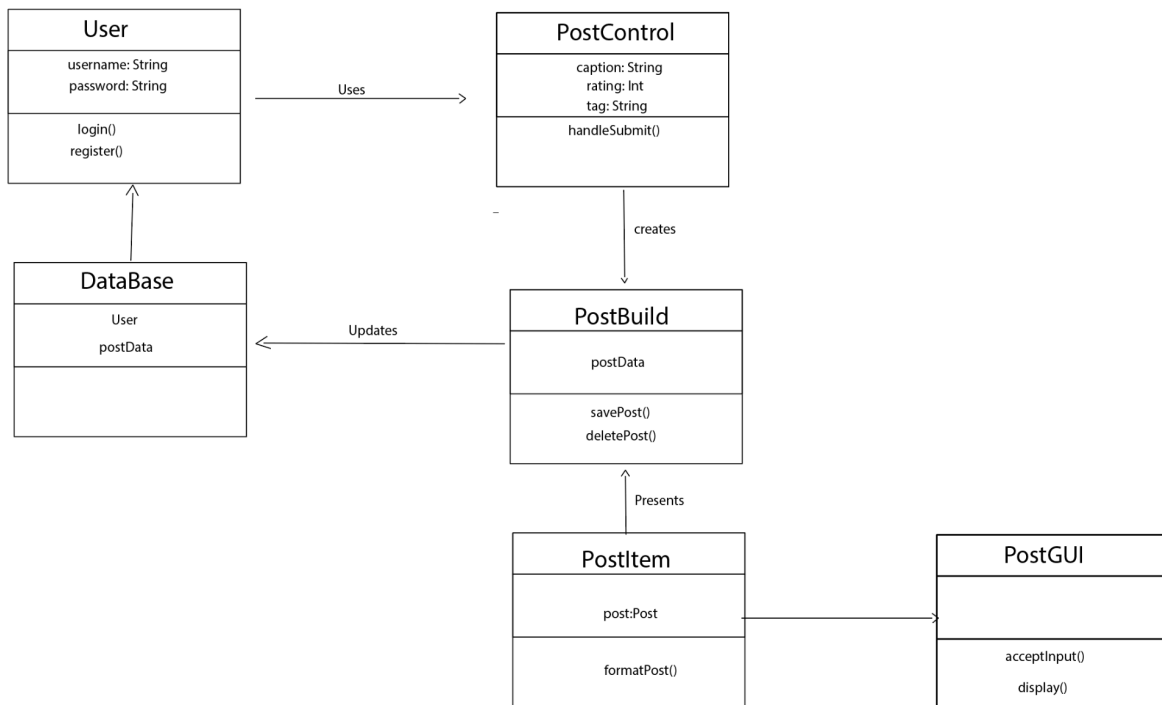 User
username: String
password: String
login()
register()
Uses
PostControl
caption: String
rating: Int
tag: String
handleSubmit()
creates
DataBase
User
postData
Updates
PostBuild
postData
savePost()
deletePost()
Presents
PostItem
post:Post
formatPost()
PostGUI
acceptInput()
display()